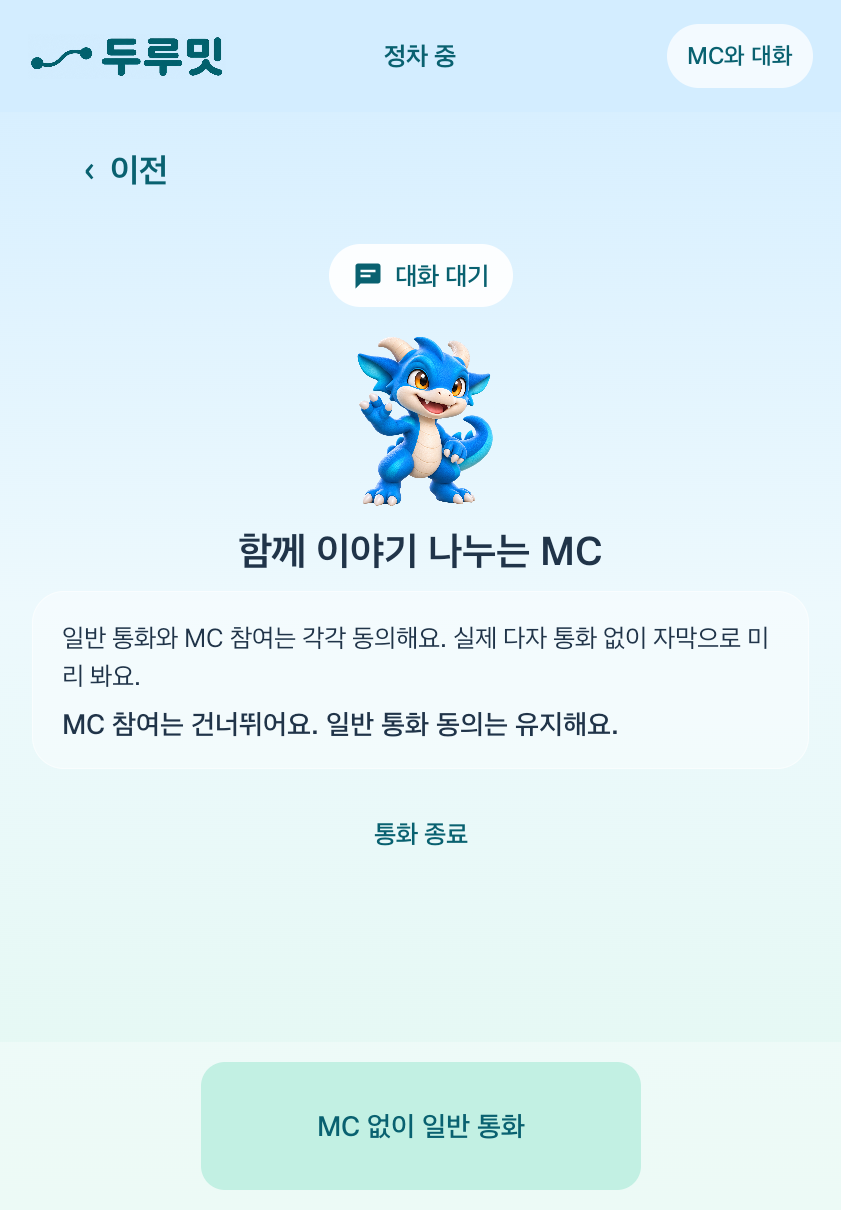 두루밋
정차 중
MC와 대화
‹ 이전
대화 대기
함께 이야기 나누는 MC
일반 통화와 MC 참여는 각각 동의해요. 실제 다자 통화 없이 자막으로 미
리 봐요.
MC 참여는 건너뛰어요. 일반 통화 동의는 유지해요.
통화 종료
MC 없이 일반 통화